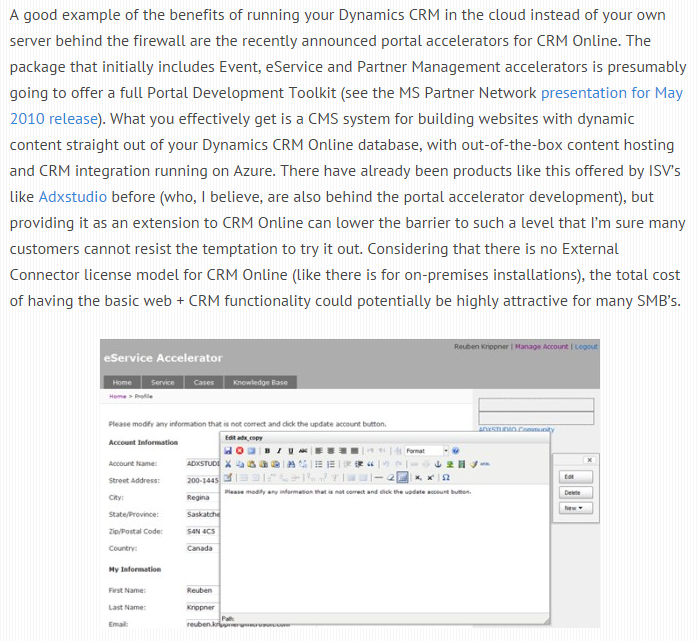 A good example of the benefits of running your Dynamics CRM in the cloud instead of your own
server behind the firewall are the recently announced portal accelerators for CRM Online. The
package that initially includes Event, eService and Partner Management accelerators is presumably
going to offer a full Portal Development Toolkit (see the MS Partner Network presentation for May
2010 release). What you effectively get is a CMS system for building websites with dynamic
content straight out of your Dynamics CRM Online database, with out-of-the-box content hosting
and CRM integration running on Azure. There have already been products like this offered by ISV’s
like Adxstudio before (who, I believe, are also behind the portal accelerator development), but
providing it as an extension to CRM Online can lower the barrier to such a level that I’m sure many
customers cannot resist the temptation to try it out. Considering that there is no External
Connector license model for CRM Online (like there is for on-premises installations), the total cost
of having the basic web + CRM functionality could potentially be highly attractive for many SMB’s.
Reuben Krippner | Manage Account | Logout
eService Accelerator
Home Service Cases Knowledge Base
Home > Profile
Please modify any information that is not correct and click the update account button.
ADXSTUDIO Community
Account Information
Edit adx_copy
Format
Account Name: ADXSTUDI
Street Address: 200-1445
City: Regina
State/Province: Saskatche
Zip/Postal Code: S4N 4C5
Country: Canada
My Information
First Name: Reuben
Last Name: Krippner
Email:
Please modify any information that is not correct and click the update account button.
Path:
Edit
Delete
New